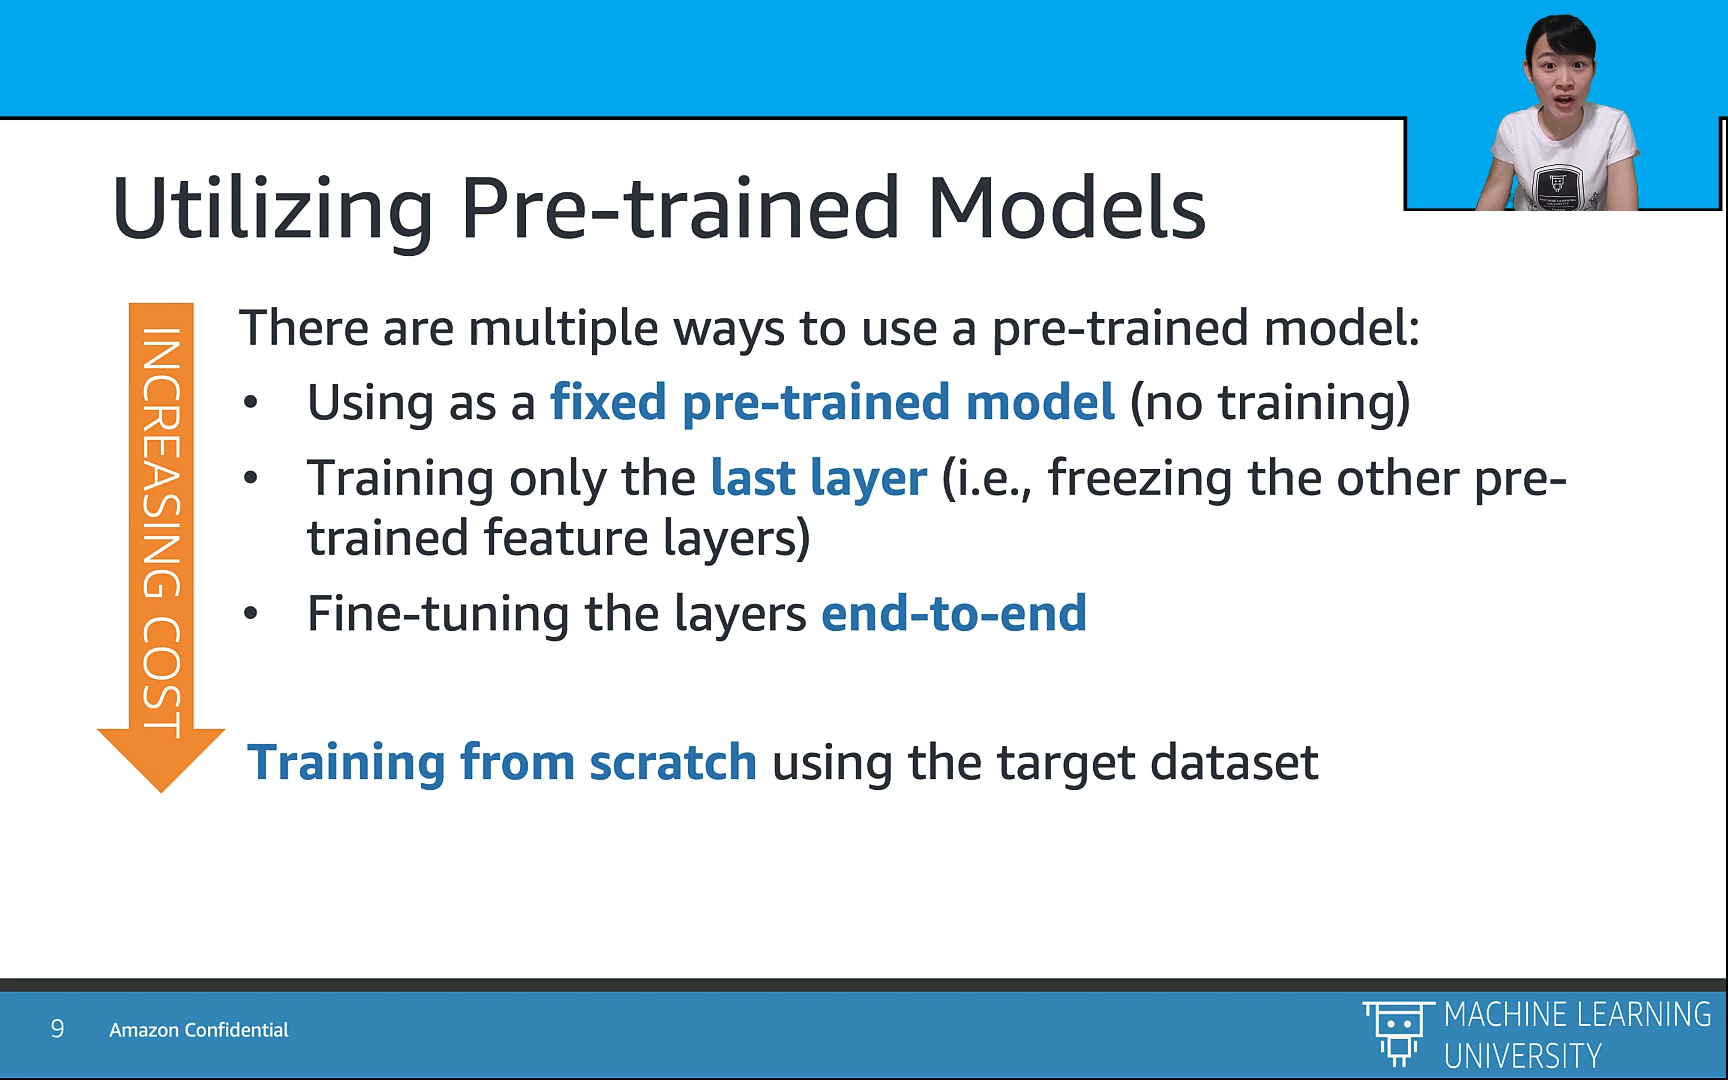 Utilizing Pre-trained Models
INCREASING COST
There are multiple ways to use a pre-trained model:
• Using as a fixed pre-trained model (no training)
• Training only the last layer (i.e., freezing the other pre-
trained feature layers)
• Fine-tuning the layers end-to-end
Training from scratch using the target dataset
9
Amazon Confidential
MACHINE LEARNING
UNIVERSITY